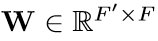 𝐖 ∈ ℝ^{F′×F}